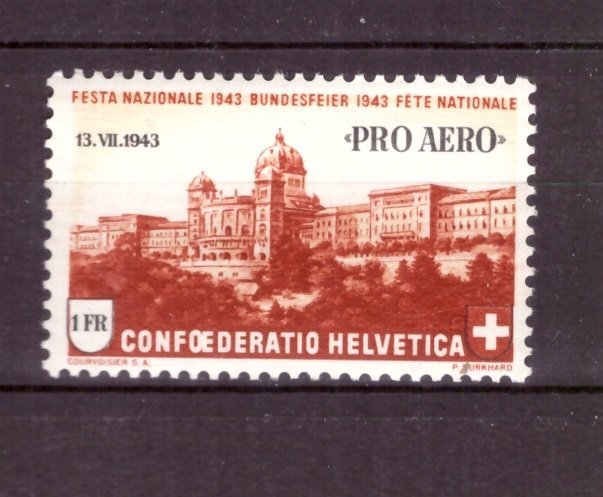 FESTA NAZIONALE 1943 BUNDESFEIER 1943 FÊTE NATIONALE
13.VII.1943
«PRO AERO»
1 FR
CONFŒDERATIO HELVETICA
COURVOISIER S.A.
P. BURKHARD